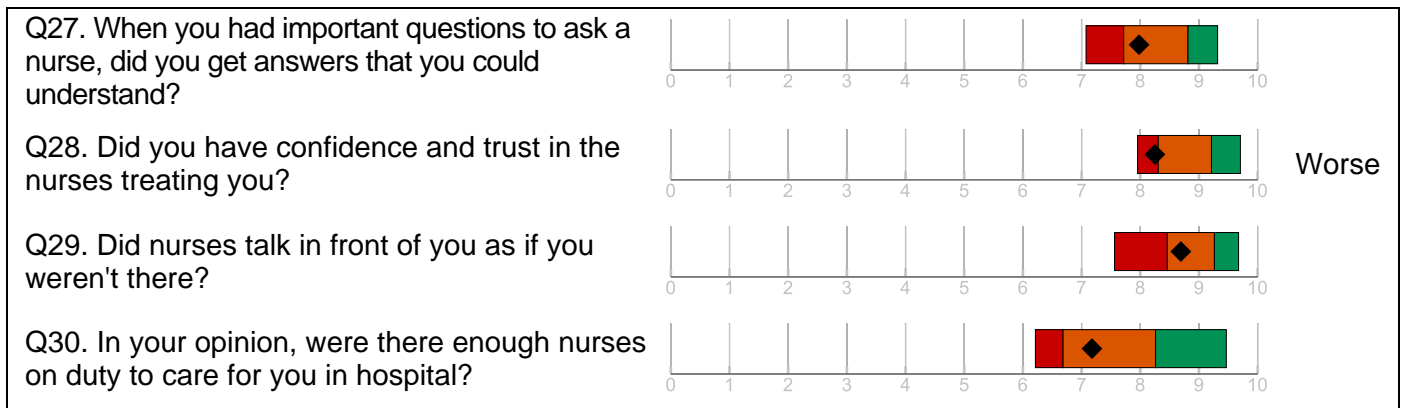 Q27. When you had important questions to ask a
nurse, did you get answers that you could
understand?
0 1 2 3 4 5 6 7 8 9 10
Q28. Did you have confidence and trust in the
nurses treating you?
Worse
0 1 2 3 4 5 6 7 8 9 10
Q29. Did nurses talk in front of you as if you
weren't there?
0 1 2 3 4 5 6 7 8 9 10
Q30. In your opinion, were there enough nurses
on duty to care for you in hospital?
0 1 2 3 4 5 6 7 8 9 10